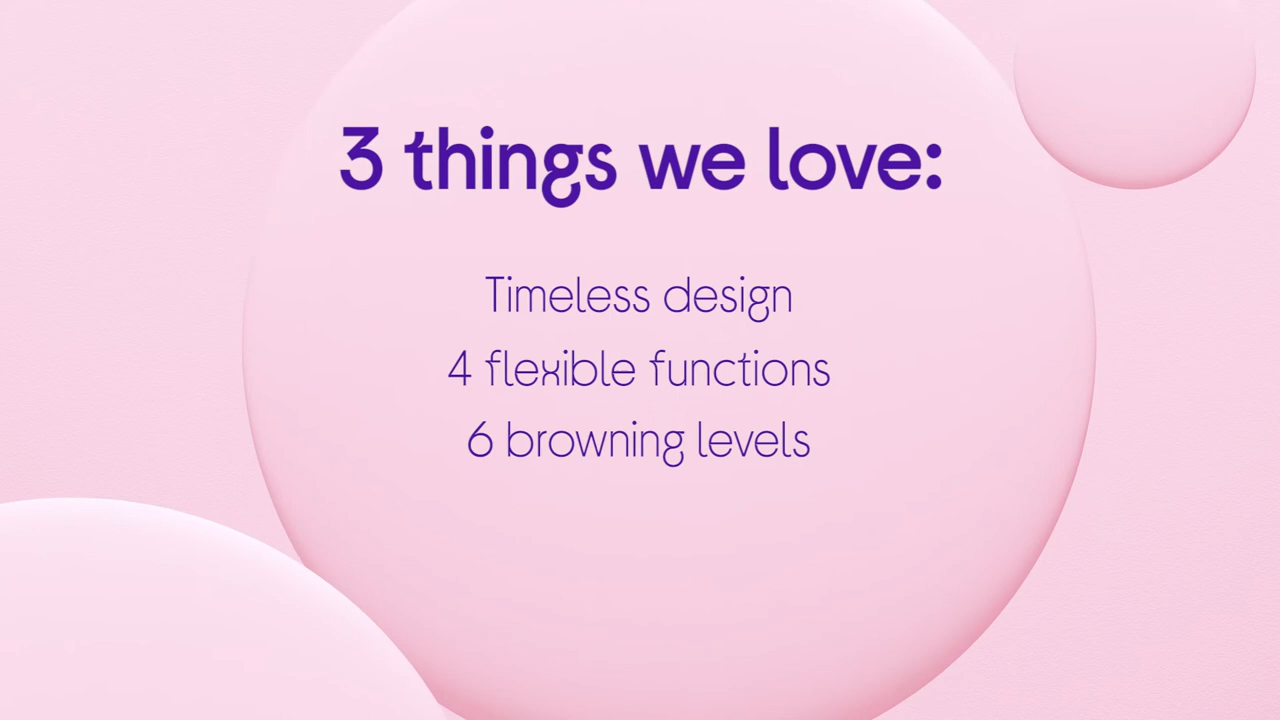 3 things we love:
Timeless design
4 flexible functions
6 browning levels